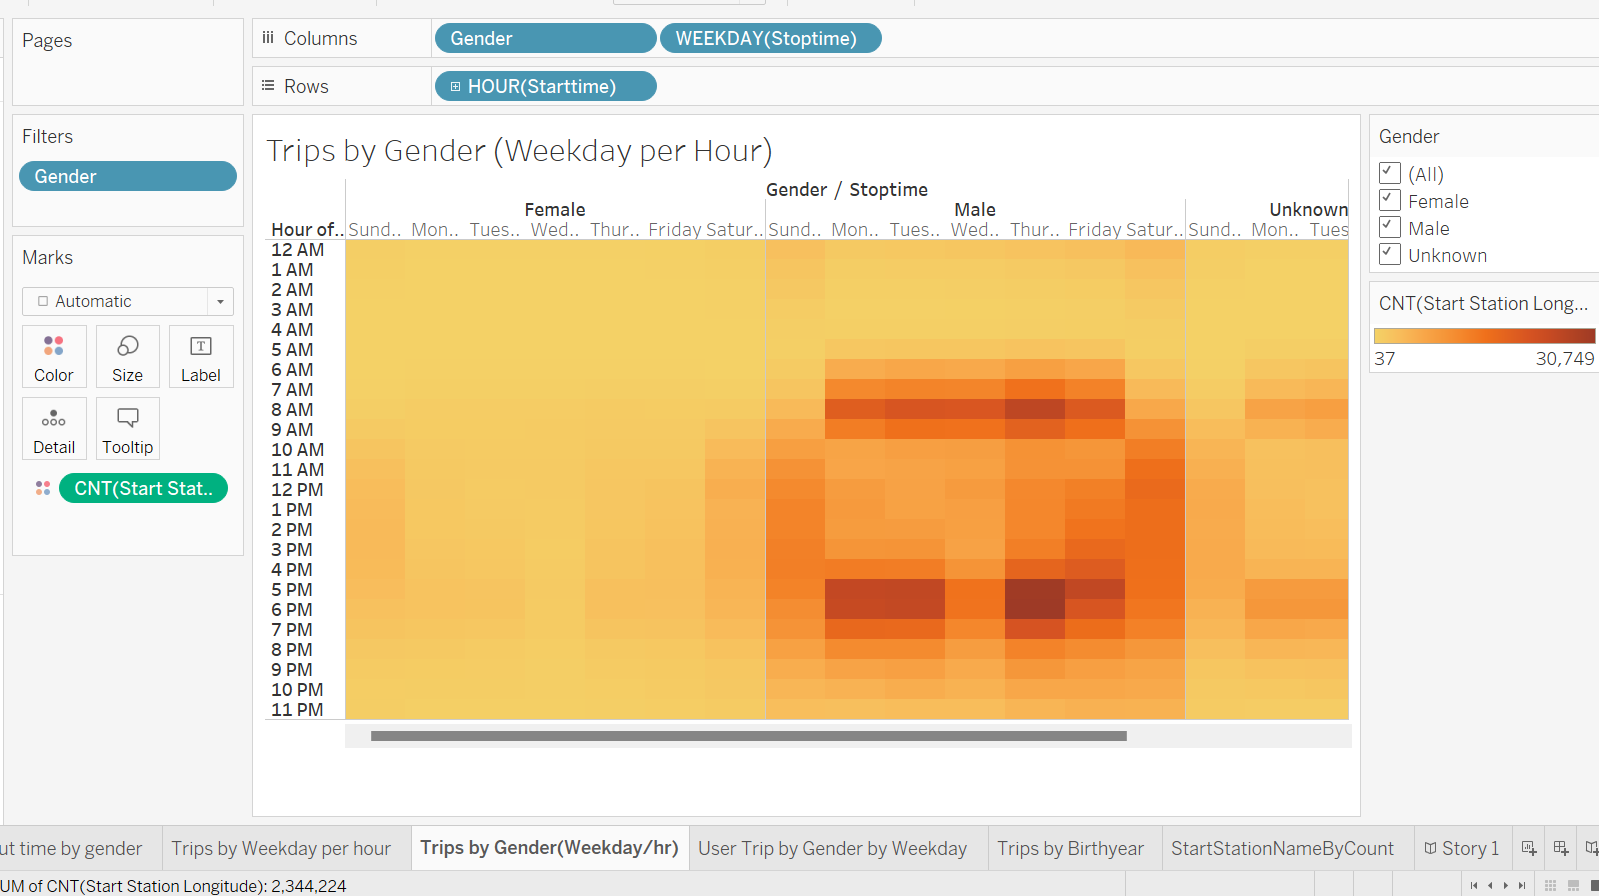 Pages
Columns
Gender
WEEKDAY(Stoptime)
Rows
HOUR(Starttime)
Filters
Gender
Marks
Automatic
Color
Size
Label
Detail
Tooltip
CNT(Start Stat..
Trips by Gender (Weekday per Hour)
Gender / Stoptime
Female
Male
Unknown
Hour of.. Sund.. Mon.. Tues.. Wed.. Thur.. Friday Satur.. Sund.. Mon.. Tues.. Wed.. Thur.. Friday Satur.. Sund.. Mon.. Tues
12 AM
1 AM
2 AM
3 AM
4 AM
5 AM
6 AM
7 AM
8 AM
9 AM
10 AM
11 AM
12 PM
1 PM
2 PM
3 PM
4 PM
5 PM
6 PM
7 PM
8 PM
9 PM
10 PM
11 PM
Gender
(All)
Female
Male
Unknown
CNT(Start Station Long...
37
30,749
ut time by gender
Trips by Weekday per hour
Trips by Gender(Weekday/hr)
User Trip by Gender by Weekday
Trips by Birthyear
StartStationNameByCount
Story 1
UM of CNT(Start Station Longitude): 2,344,224